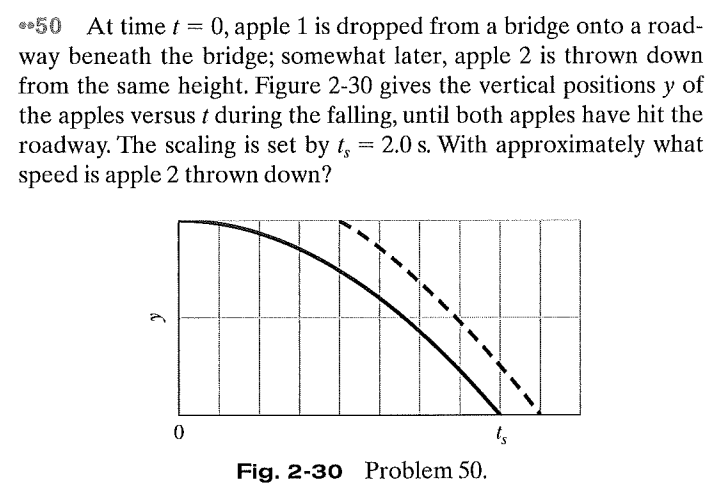 ••50 At time t = 0, apple 1 is dropped from a bridge onto a road-
way beneath the bridge; somewhat later, apple 2 is thrown down
from the same height. Figure 2-30 gives the vertical positions y of
the apples versus t during the falling, until both apples have hit the
roadway. The scaling is set by tₛ = 2.0 s. With approximately what
speed is apple 2 thrown down?
y
0 tₛ
Fig. 2-30 Problem 50.